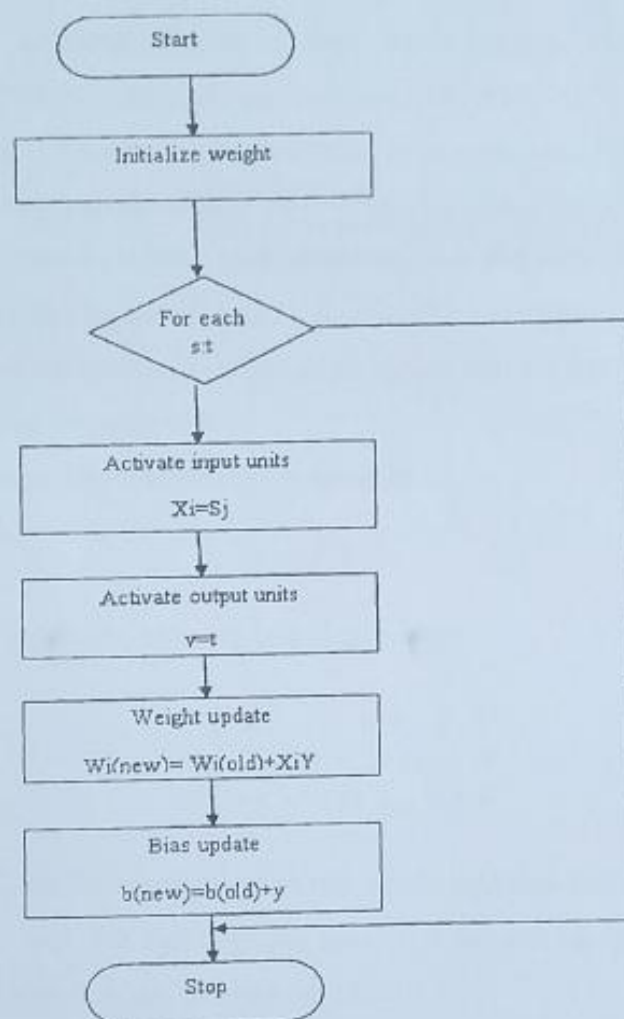 Start
Initialize weight
For each
s:t
Activate input units
Xi=Sj
Activate output units
y=t
Weight update
Wi(new)= Wi(old)+XiY
Bias update
b(new)=b(old)+y
Stop